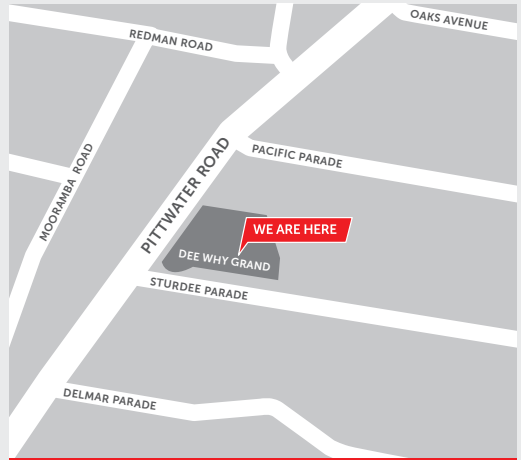 OAKS AVENUE
REDMAN ROAD
PACIFIC PARADE
MOORAMBA ROAD
PITTWATER ROAD
WE ARE HERE
DEE WHY GRAND
STURDEE PARADE
DELMAR PARADE